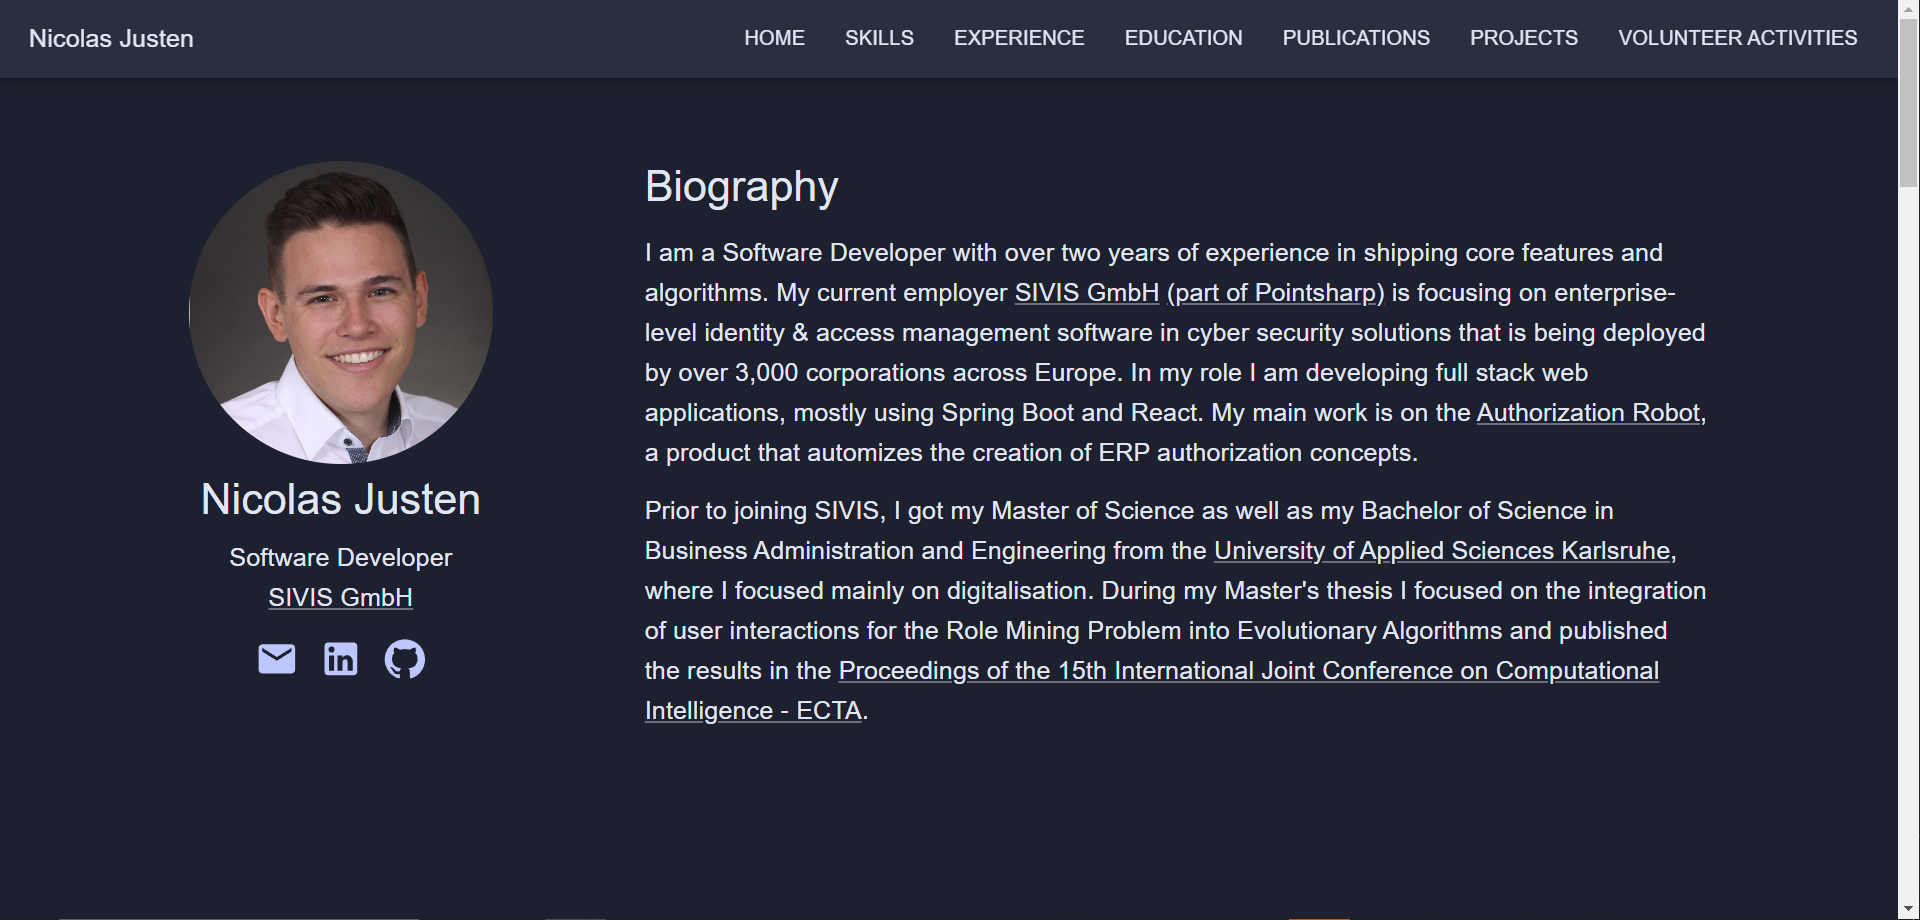 Nicolas Justen
HOME SKILLS EXPERIENCE EDUCATION PUBLICATIONS PROJECTS VOLUNTEER ACTIVITIES
Nicolas Justen
Software Developer
SIVIS GmbH
in
Biography
I am a Software Developer with over two years of experience in shipping core features and
algorithms. My current employer SIVIS GmbH (part of Pointsharp) is focusing on enterprise-
level identity & access management software in cyber security solutions that is being deployed
by over 3,000 corporations across Europe. In my role I am developing full stack web
applications, mostly using Spring Boot and React. My main work is on the Authorization Robot,
a product that automizes the creation of ERP authorization concepts.
Prior to joining SIVIS, I got my Master of Science as well as my Bachelor of Science in
Business Administration and Engineering from the University of Applied Sciences Karlsruhe,
where I focused mainly on digitalisation. During my Master's thesis I focused on the integration
of user interactions for the Role Mining Problem into Evolutionary Algorithms and published
the results in the Proceedings of the 15th International Joint Conference on Computational
Intelligence - ECTA.